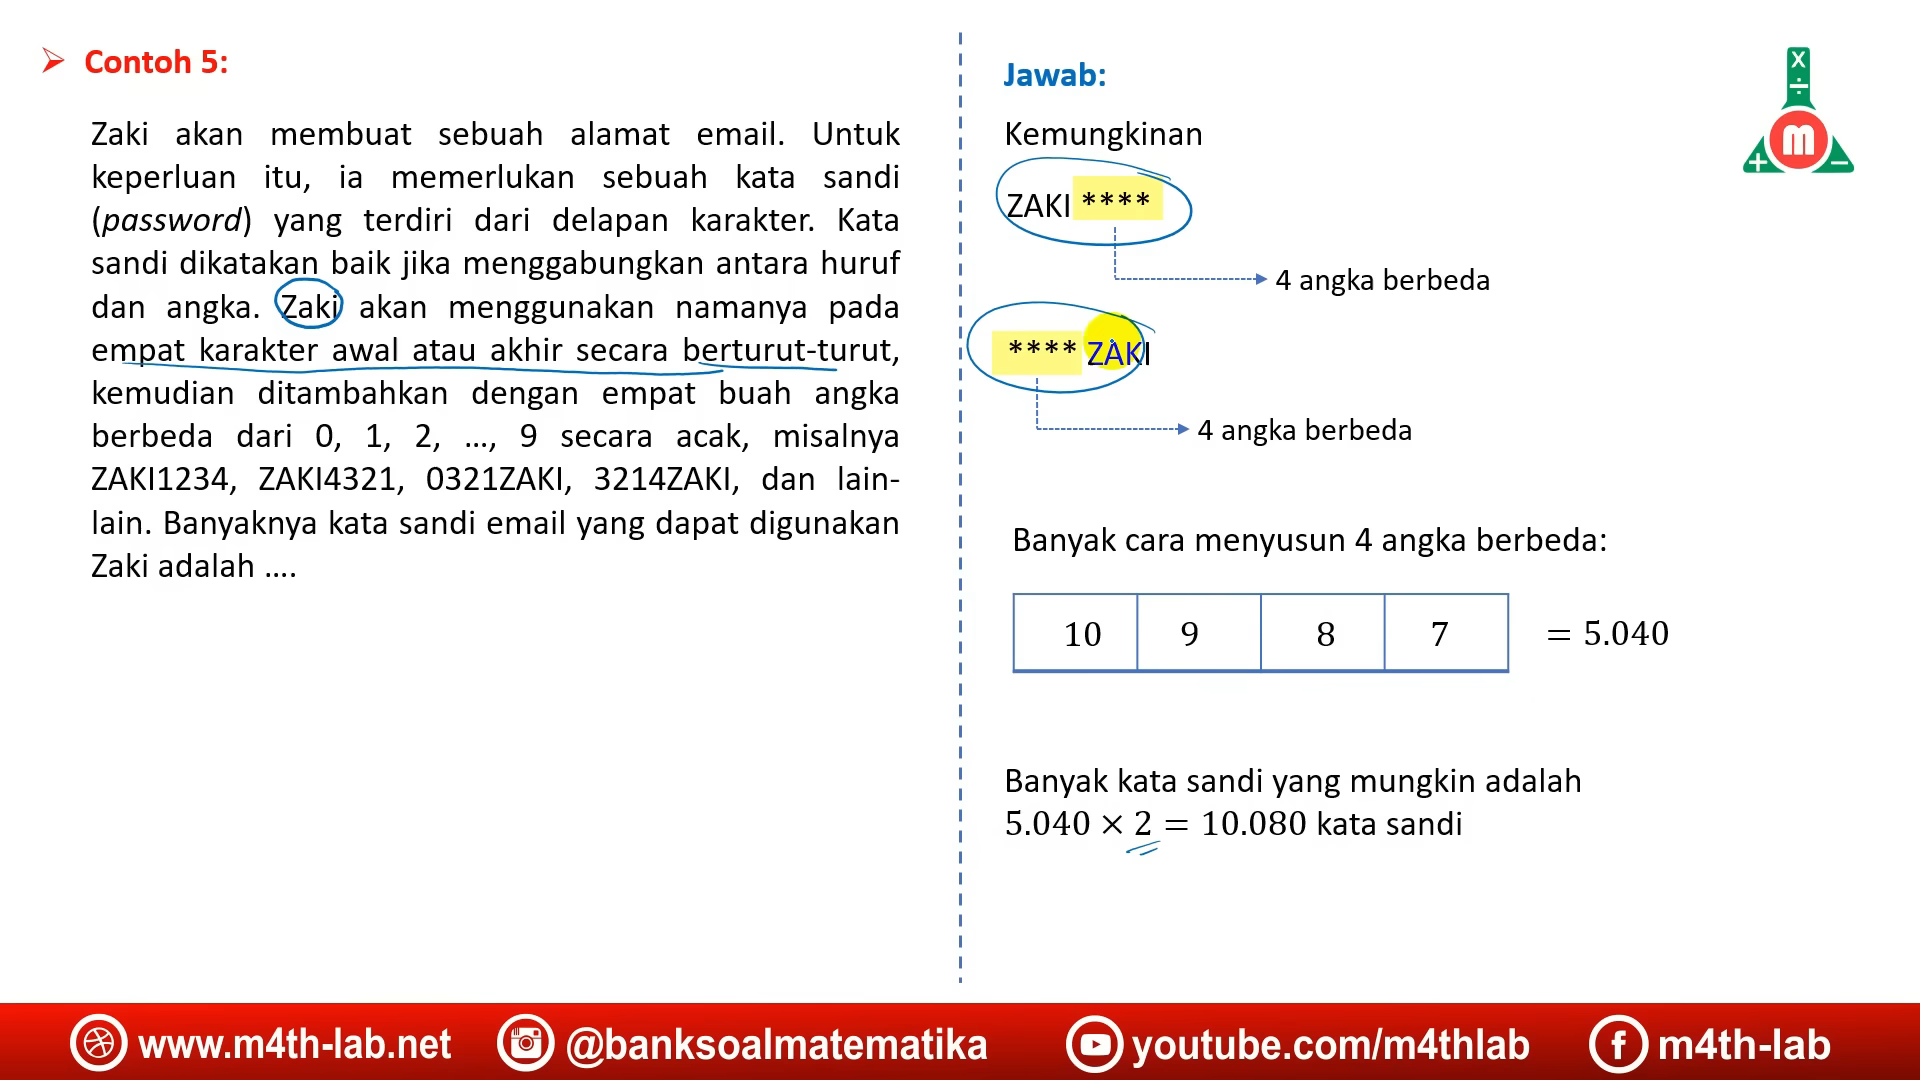 Contoh 5:
Zaki akan membuat sebuah alamat email. Untuk
keperluan itu, ia memerlukan sebuah kata sandi
(password) yang terdiri dari delapan karakter. Kata
sandi dikatakan baik jika menggabungkan antara huruf
dan angka. Zaki akan menggunakan namanya pada
empat karakter awal atau akhir secara berturut-turut,
kemudian ditambahkan dengan empat buah angka
berbeda dari 0, 1, 2, ..., 9 secara acak, misalnya
ZAKI1234, ZAKI4321, 0321ZAKI, 3214ZAKI, dan lain-
lain. Banyaknya kata sandi email yang dapat digunakan
Zaki adalah ....
Jawab:
Kemungkinan
ZAKI ****
4 angka berbeda
**** ZAKI
4 angka berbeda
Banyak cara menyusun 4 angka berbeda:
10 9 8 7 = 5.040
Banyak kata sandi yang mungkin adalah
5.040 × 2 = 10.080 kata sandi
X
÷
m
+ −
www.m4th-lab.net @banksoalmatematika youtube.com/m4thlab f m4th-lab